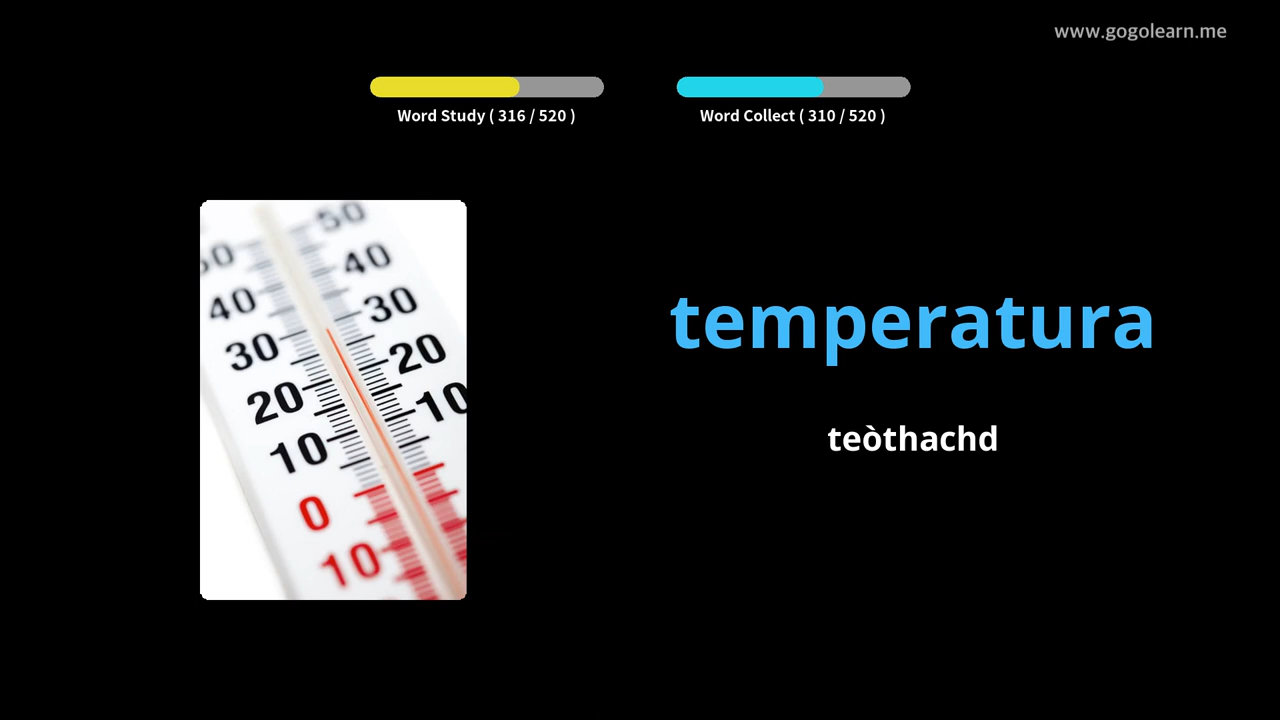 www.gogolearn.me
Word Study ( 316 / 520 )
Word Collect ( 310 / 520 )
temperatura
teòthachd
50
50
40
40
30
30
20
20
10
10
0
10